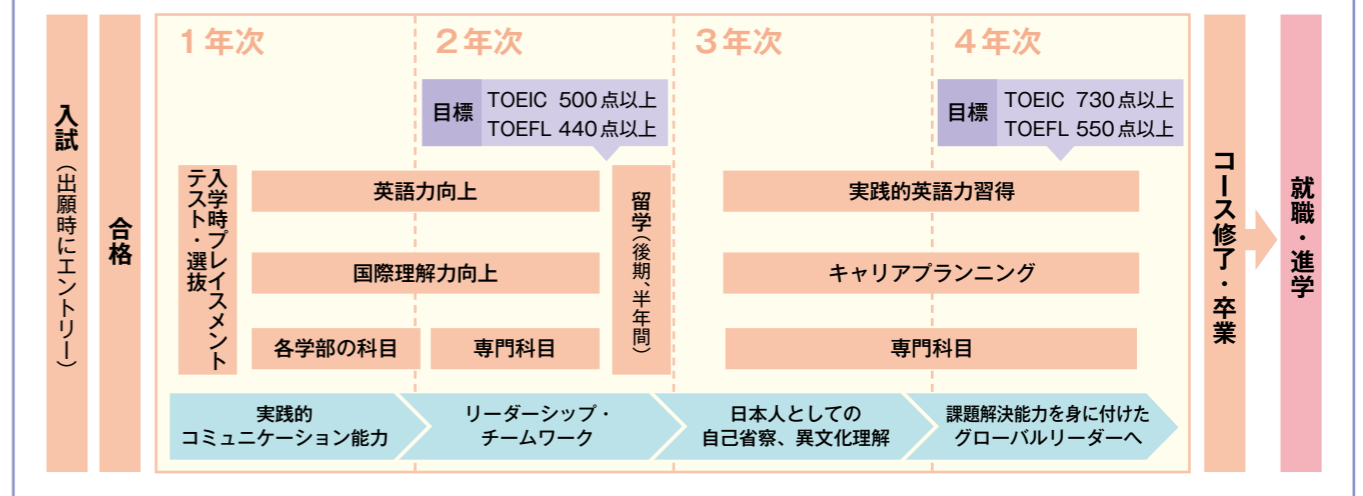 入試(出願時にエントリー)
合格
1年次
2年次
3年次
4年次
目標
TOEIC 500点以上
TOEFL 440点以上
目標
TOEIC 730点以上
TOEFL 550点以上
入学時プレイスメント
テスト・選抜
英語力向上
国際理解力向上
各学部の科目
専門科目
留学(後期、半年間)
実践的英語力習得
キャリアプランニング
専門科目
実践的
コミュニケーション能力
リーダーシップ・
チームワーク
日本人としての
自己省察、異文化理解
課題解決能力を身に付けた
グローバルリーダーへ
コース修了・卒業
就職・進学